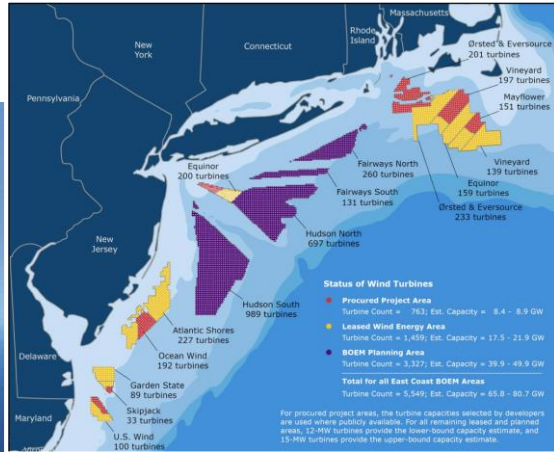 Massachusetts
Rhode
Island
New
York
Connecticut
Ørsted & Eversource
201 turbines
Vineyard
197 turbines
Mayflower
151 turbines
Pennsylvania
Equinor
200 turbines
Fairways North
260 turbines
Vineyard
139 turbines
Fairways South
131 turbines
Equinor
159 turbines
Ørsted & Eversource
233 turbines
Hudson North
697 turbines
New
Jersey
Hudson South
989 turbines
Status of Wind Turbines
Procured Project Area
Turbine Count = 763; Est. Capacity = 8.4 - 8.9 GW
Leased Wind Energy Area
Turbine Count = 1,459; Est. Capacity = 17.5 - 21.9 GW
BOEM Planning Area
Turbine Count = 3,327; Est. Capacity = 39.9 - 49.9 GW
Total for all East Coast BOEM Areas
Turbine Count = 5,549; Est. Capacity = 65.8 - 80.7 GW
Atlantic Shores
227 turbines
Ocean Wind
192 turbines
Delaware
Garden State
89 turbines
Skipjack
33 turbines
Maryland
U.S. Wind
100 turbines
For procured project areas, the turbine capacities selected by developers
are used where publicly available. For all remaining leased and planned
areas, 12-MW turbines provide the lower-bound capacity estimate, and
15-MW turbines provide the upper-bound capacity estimate.